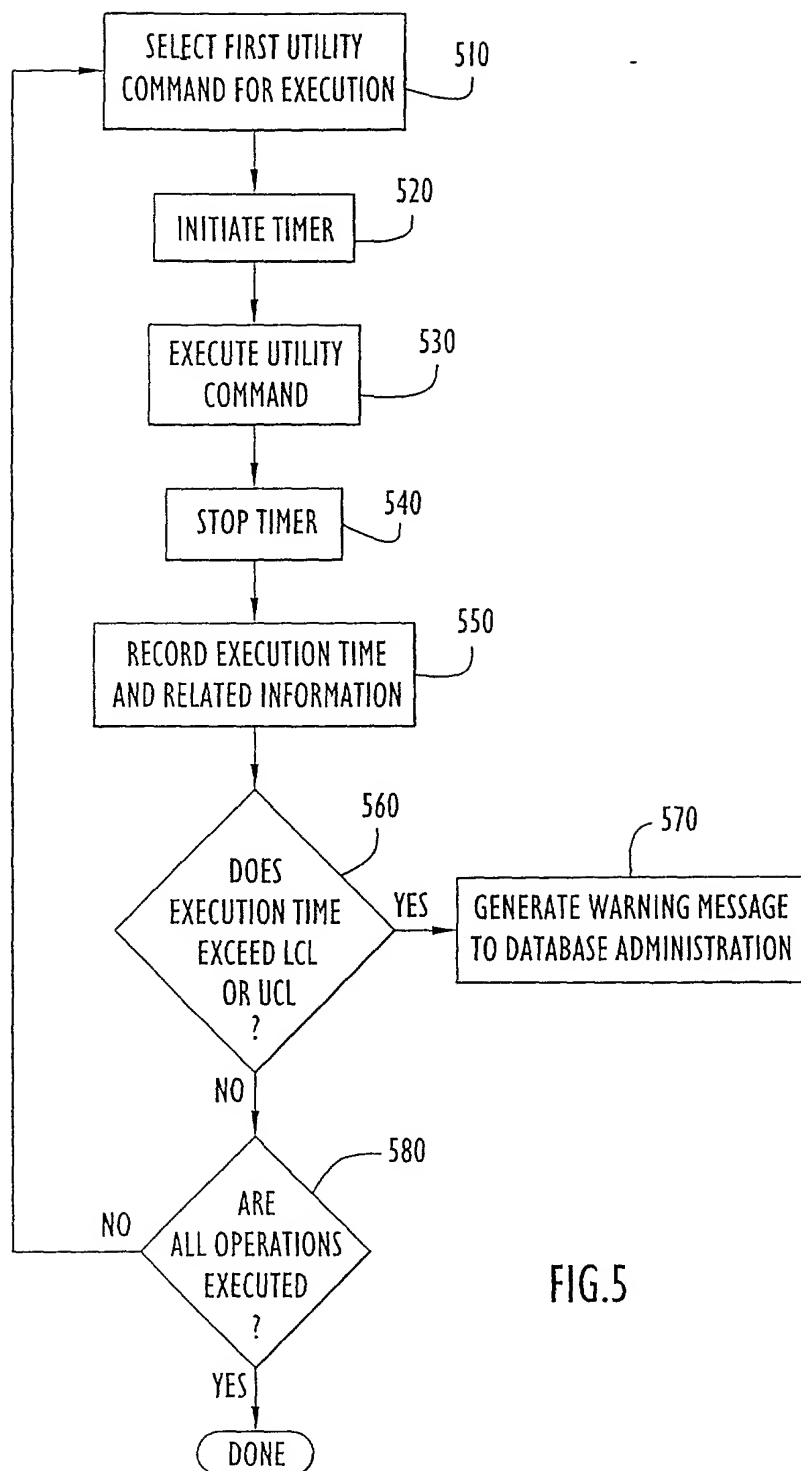 SELECT FIRST UTILITY
COMMAND FOR EXECUTION
510
520
INITIATE TIMER
530
EXECUTE UTILITY
COMMAND
540
STOP TIMER
550
RECORD EXECUTION TIME
AND RELATED INFORMATION
560
DOES
EXECUTION TIME
EXCEED LCL
OR UCL
?
YES
570
GENERATE WARNING MESSAGE
TO DATABASE ADMINISTRATION
NO
580
ARE
ALL OPERATIONS
EXECUTED
?
NO
YES
DONE
FIG.5